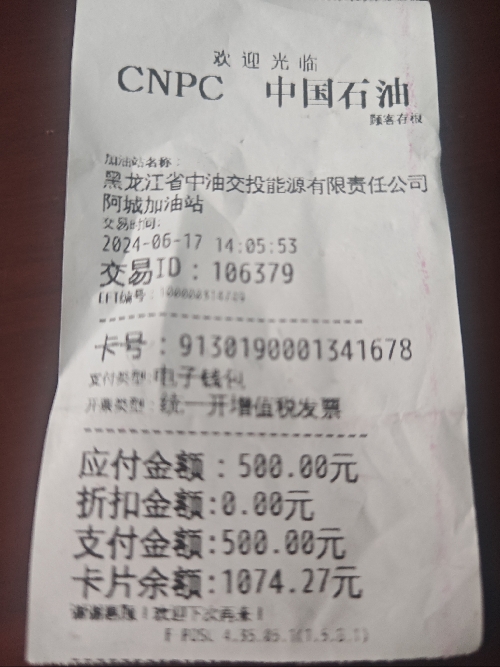 欢迎光临
CNPC 中国石油
顾客存根
加油站名称：
黑龙江省中油交投能源有限责任公司
阿城加油站
交易时间：
2024-06-17 14:05:53
交易ID：106379
卡号：9130190001341678
支付类型:电子钱包
开票类型：统一开增值税发票
应付金额：500.00元
折扣金额:0.00元
支付金额:500.00元
卡片余额:1074.27元
谢谢惠顾！欢迎下次再来！